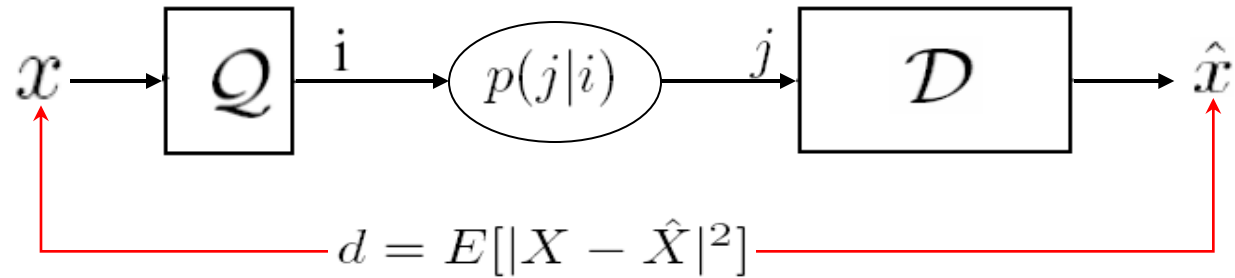 x Q i p(j|i) j D x̂
d = E[|X − X̂|²]